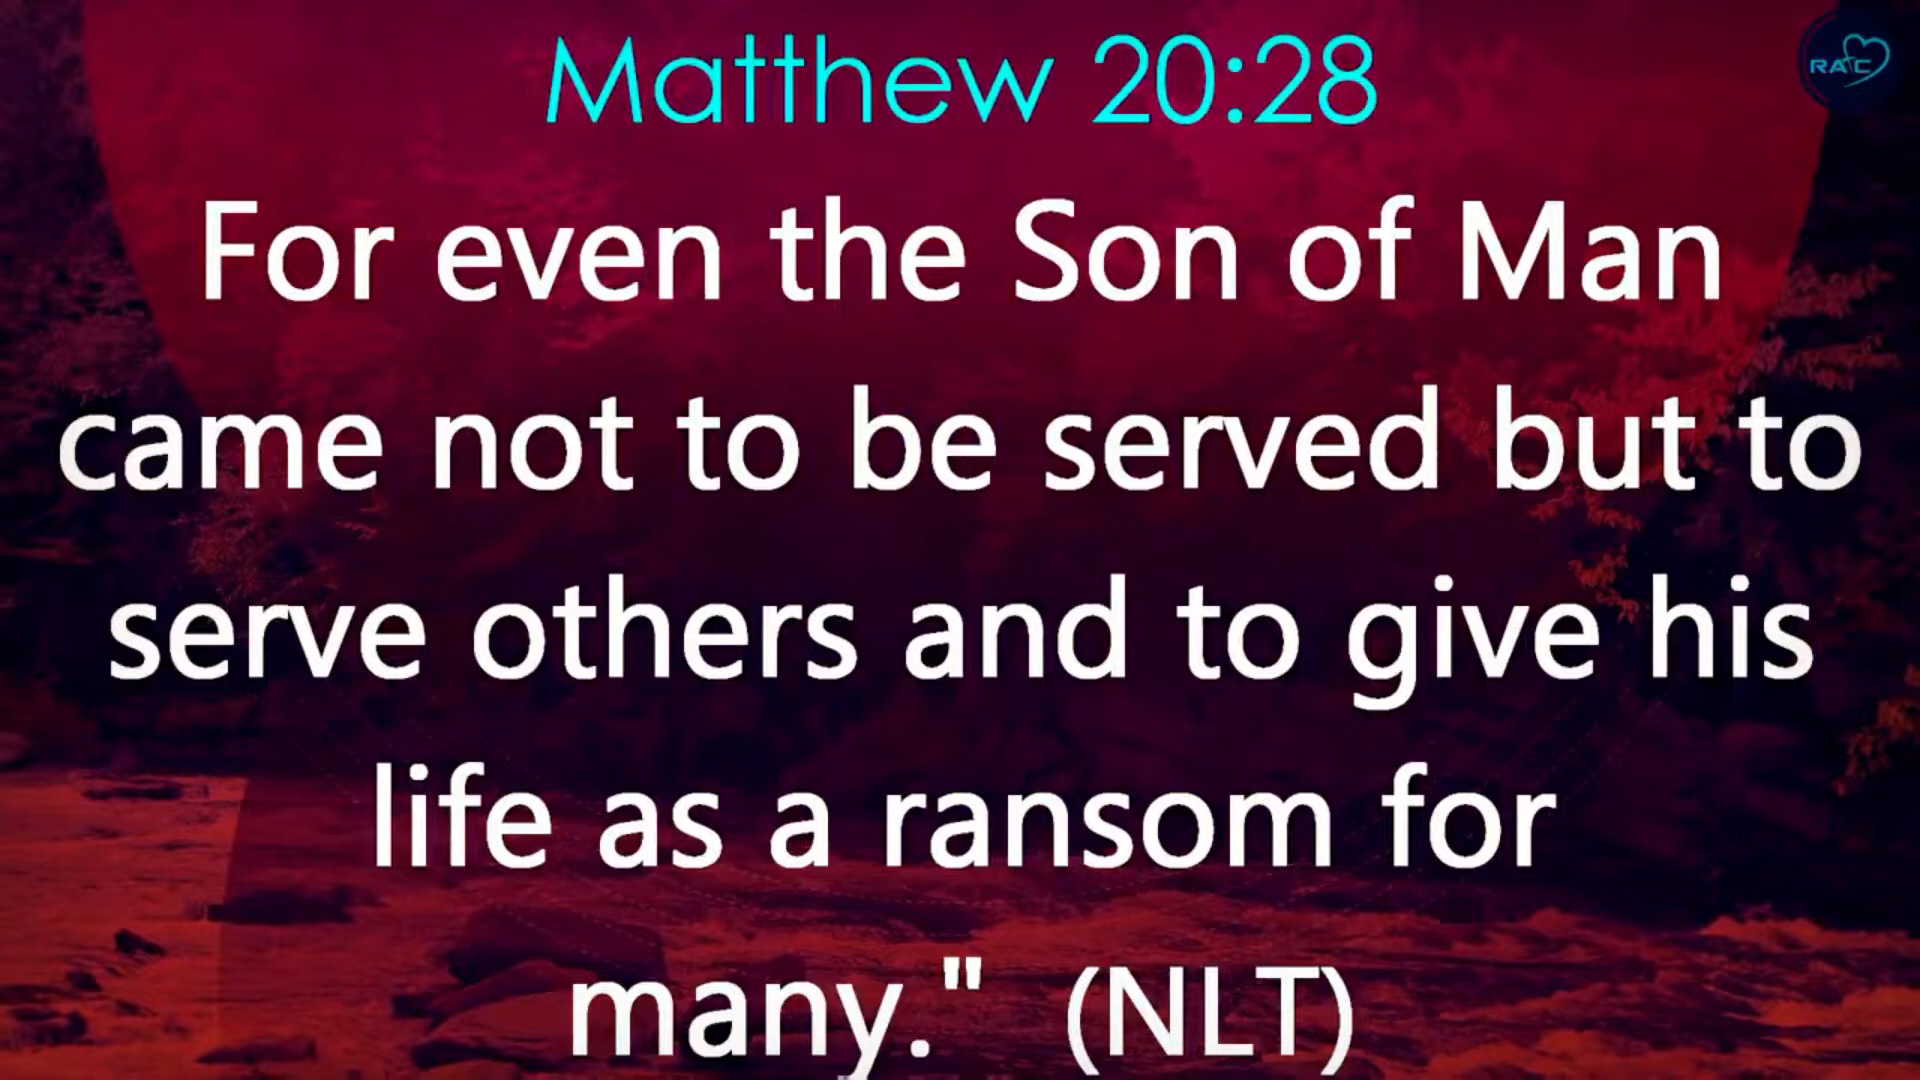 Matthew 20:28
RATC
For even the Son of Man
came not to be served but to
serve others and to give his
life as a ransom for
many." (NLT)